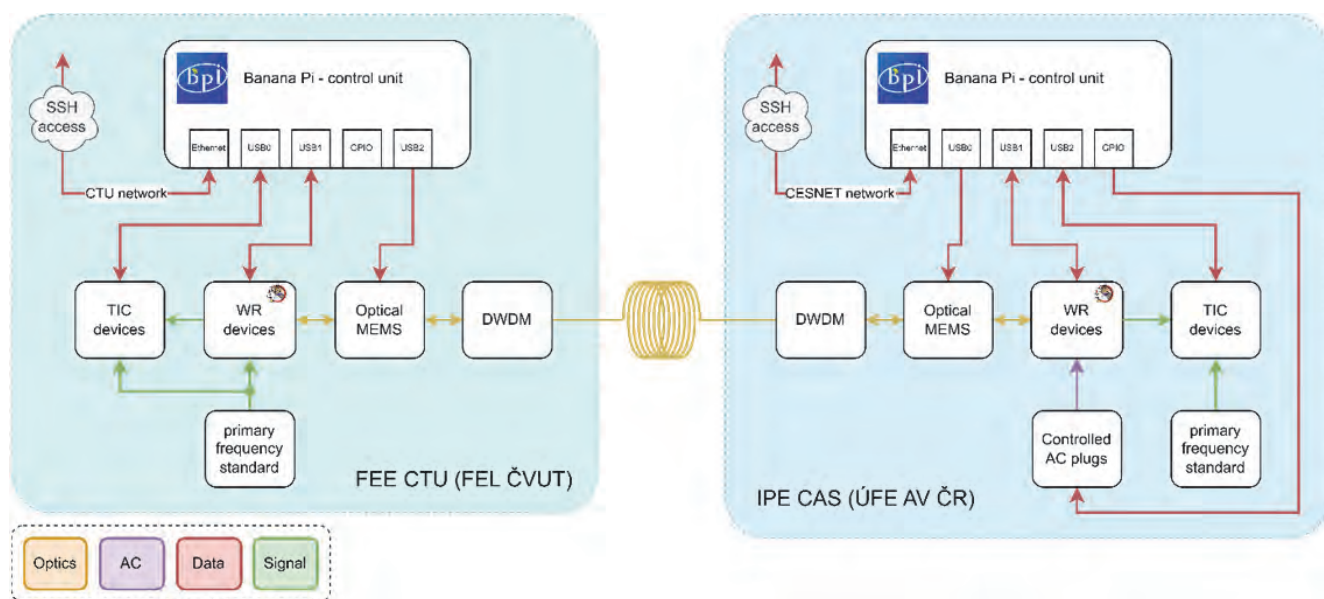 Bpi
Banana Pi - control unit
SSH
access
Ethernet
USB0
USB1
GPIO
USB2
CTU network
TIC
devices
WR
devices
Optical
MEMS
DWDM
primary
frequency
standard
FEE CTU (FEL ČVUT)
Bpi
Banana Pi - control unit
SSH
access
Ethernet
USB0
USB1
USB2
GPIO
CESNET network
DWDM
Optical
MEMS
WR
devices
TIC
devices
Controlled
AC plugs
primary
frequency
standard
IPE CAS (ÚFE AV ČR)
Optics
AC
Data
Signal